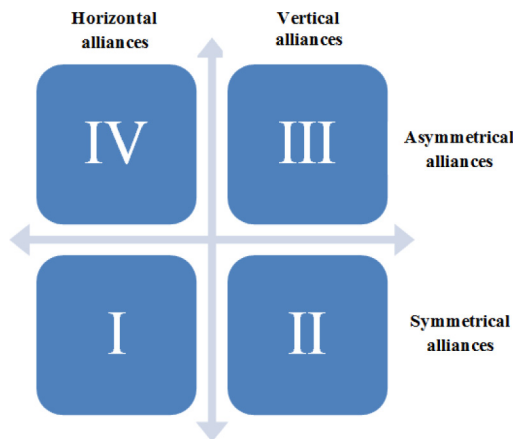 Horizontal
alliances
Vertical
alliances
IV
III
Asymmetrical
alliances
I
II
Symmetrical
alliances